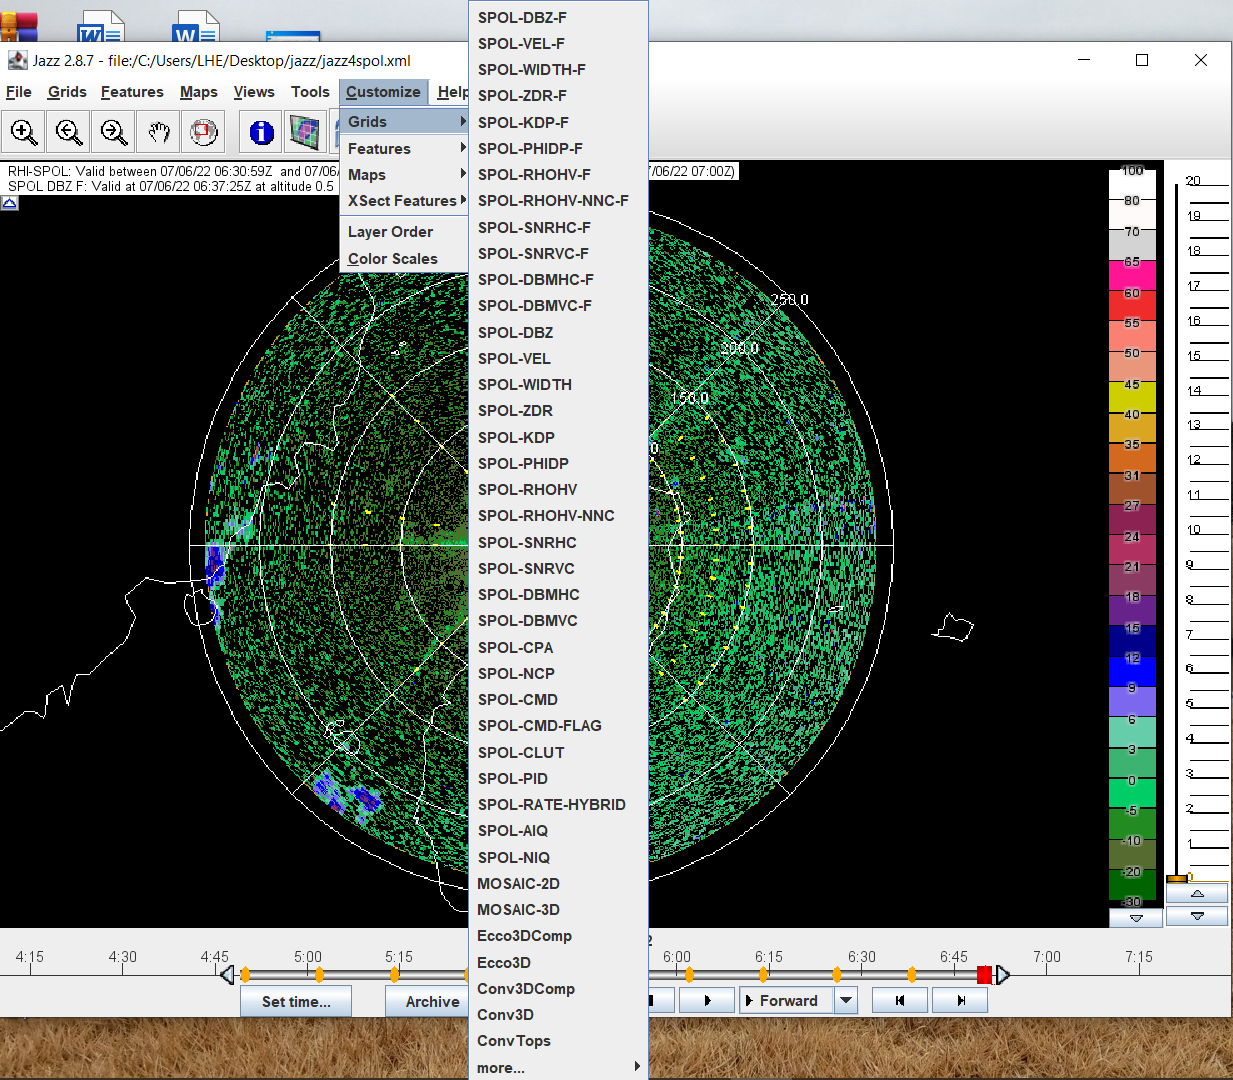 W
W
Jazz 2.8.7 - file:/C:/Users/LHE/Desktop/jazz/jazz4spol.xml
File Grids Features Maps Views Tools Customize Help
RHI-SPOL: Valid between 07/06/22 06:30:59Z and 07/06
/06/22 07:00Z)
SPOL DBZ F: Valid at 07/06/22 06:37:25Z at altitude 0.5
Grids
Features
Maps
XSect Features
Layer Order
Color Scales
SPOL-DBZ-F
SPOL-VEL-F
SPOL-WIDTH-F
SPOL-ZDR-F
SPOL-KDP-F
SPOL-PHIDP-F
SPOL-RHOHV-F
SPOL-RHOHV-NNC-F
SPOL-SNRHC-F
SPOL-SNRVC-F
SPOL-DBMHC-F
SPOL-DBMVC-F
SPOL-DBZ
SPOL-VEL
SPOL-WIDTH
SPOL-ZDR
SPOL-KDP
SPOL-PHIDP
SPOL-RHOHV
SPOL-RHOHV-NNC
SPOL-SNRHC
SPOL-SNRVC
SPOL-DBMHC
SPOL-DBMVC
SPOL-CPA
SPOL-NCP
SPOL-CMD
SPOL-CMD-FLAG
SPOL-CLUT
SPOL-PID
SPOL-RATE-HYBRID
SPOL-AIQ
SPOL-NIQ
MOSAIC-2D
MOSAIC-3D
Ecco3DComp
Ecco3D
Conv3DComp
Conv3D
ConvTops
more...
250.0
200.0
150.0
0
100
80
70
65
60
55
50
45
40
35
31
27
24
21
18
15
12
9
6
3
0
-5
-10
-20
-30
20
19
18
17
16
15
14
13
12
11
10
9
8
7
6
5
4
3
2
1
0
2
4:15 4:30 4:45 5:00 5:15 6:00 6:15 6:30 6:45 7:00 7:15
Set time... Archive Forward